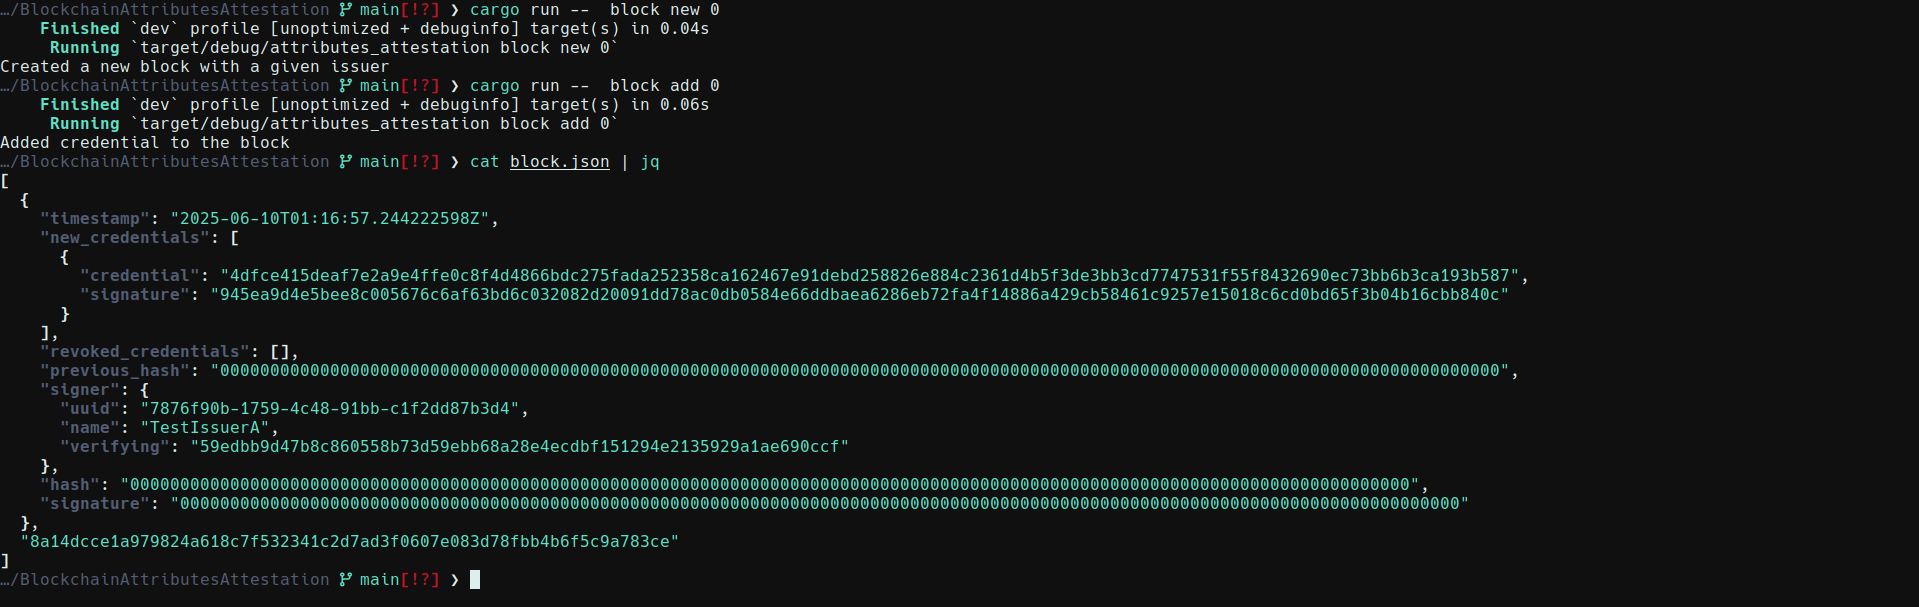 …/BlockchainAttributesAttestation main[!?] ❯ cargo run --  block new 0
    Finished `dev` profile [unoptimized + debuginfo] target(s) in 0.04s
     Running `target/debug/attributes_attestation block new 0`
Created a new block with a given issuer
…/BlockchainAttributesAttestation main[!?] ❯ cargo run --  block add 0
    Finished `dev` profile [unoptimized + debuginfo] target(s) in 0.06s
     Running `target/debug/attributes_attestation block add 0`
Added credential to the block
…/BlockchainAttributesAttestation main[!?] ❯ cat block.json | jq
[
  {
    "timestamp": "2025-06-10T01:16:57.244222598Z",
    "new_credentials": [
      {
        "credential": "4dfce415deaf7e2a9e4ffe0c8f4d4866bdc275fada252358ca162467e91debd258826e884c2361d4b5f3de3bb3cd7747531f55f8432690ec73bb6b3ca193b587",
        "signature": "945ea9d4e5bee8c005676c6af63bd6c032082d20091dd78ac0db0584e66ddbaea6286eb72fa4f14886a429cb58461c9257e15018c6cd0bd65f3b04b16cbb840c"
      }
    ],
    "revoked_credentials": [],
    "previous_hash": "00000000000000000000000000000000000000000000000000000000000000000000000000000000000000000000000000000000000000000000000000000000",
    "signer": {
      "uuid": "7876f90b-1759-4c48-91bb-c1f2dd87b3d4",
      "name": "TestIssuerA",
      "verifying": "59edbb9d47b8c860558b73d59ebb68a28e4ecdbf151294e2135929a1ae690ccf"
    },
    "hash": "00000000000000000000000000000000000000000000000000000000000000000000000000000000000000000000000000000000000000000000000000000000",
    "signature": "00000000000000000000000000000000000000000000000000000000000000000000000000000000000000000000000000000000000000000000000000000000"
  },
  "8a14dcce1a979824a618c7f532341c2d7ad3f0607e083d78fbb4b6f5c9a783ce"
]
…/BlockchainAttributesAttestation main[!?] ❯